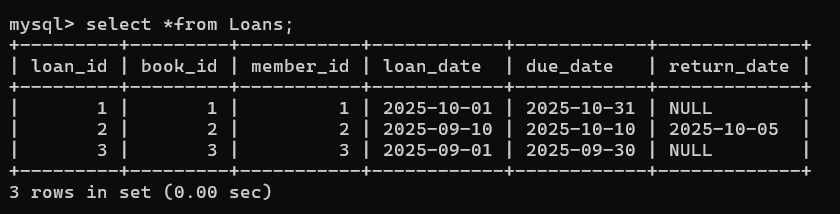 mysql> select *from Loans;
+---------+---------+-----------+------------+------------+-------------+
| loan_id | book_id | member_id | loan_date  | due_date   | return_date |
+---------+---------+-----------+------------+------------+-------------+
|       1 |       1 |         1 | 2025-10-01 | 2025-10-31 | NULL        |
|       2 |       2 |         2 | 2025-09-10 | 2025-10-10 | 2025-10-05  |
|       3 |       3 |         3 | 2025-09-01 | 2025-09-30 | NULL        |
+---------+---------+-----------+------------+------------+-------------+
3 rows in set (0.00 sec)